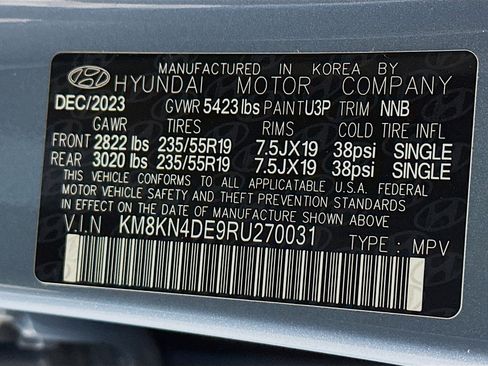 MANUFACTURED IN KOREA BY
HYUNDAI MOTOR COMPANY
DEC/2023 GVWR 5423 lbs PAINT U3P TRIM NNB
GAWR TIRES RIMS COLD TIRE INFL
FRONT 2822 lbs 235/55R19 7.5JX19 38psi SINGLE
REAR 3020 lbs 235/55R19 7.5JX19 38psi SINGLE
THIS VEHICLE CONFORMS TO ALL APPLICATABLE U.S.A. FEDERAL
MOTOR VEHICLE SAFETY AND THEFT PREVENTION STANDARDS
IN EFFECT ON THE DATE OF MANUFACTURE SHOWN ABOVE.
V.I.N KM8KN4DE9RU270031
TYPE : MPV